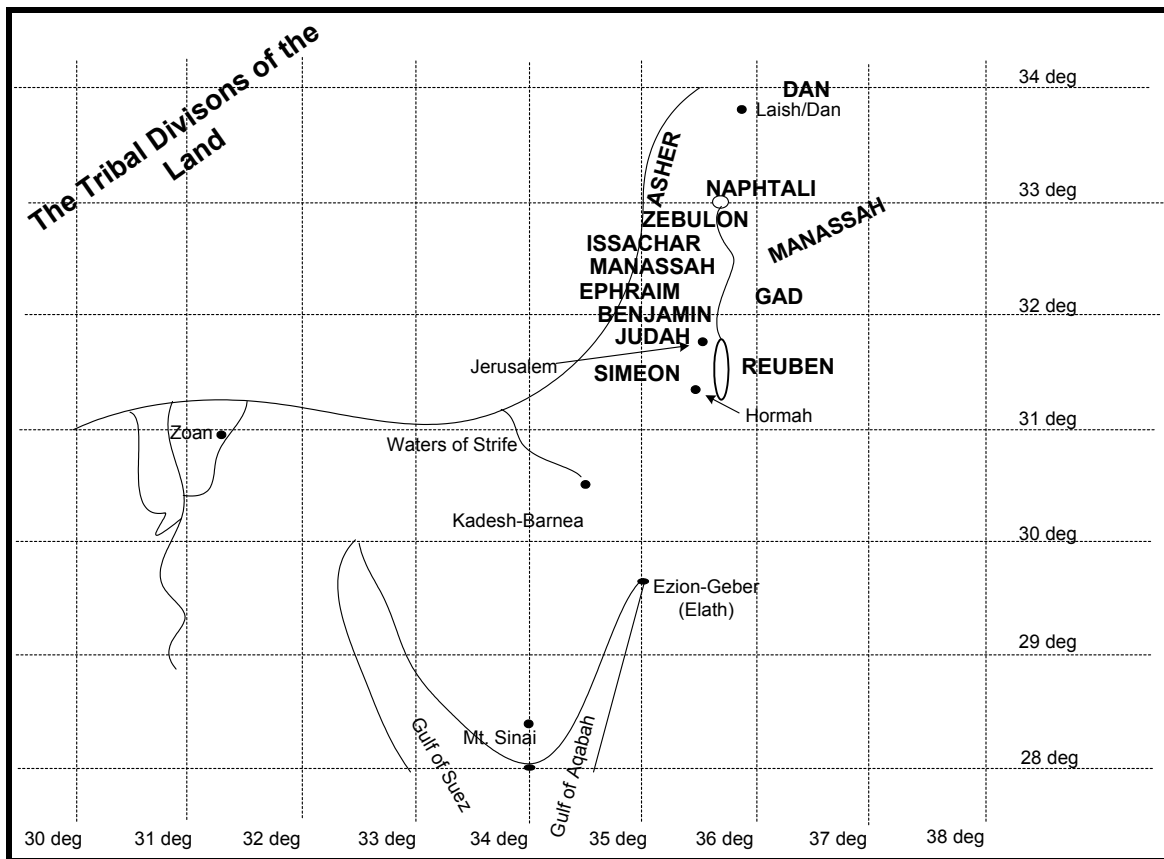 The Tribal Divisons of the
Land
34 deg
DAN
Laish/Dan
ASHER
NAPHTALI
33 deg
ZEBULON
MANASSAH
ISSACHAR
MANASSAH
EPHRAIM
GAD
32 deg
BENJAMIN
JUDAH
Jerusalem
SIMEON
REUBEN
Hormah
31 deg
Zoan
Waters of Strife
Kadesh-Barnea
30 deg
Ezion-Geber
(Elath)
29 deg
Mt. Sinai
Gulf of Suez
Gulf of Aqabah
28 deg
30 deg
31 deg
32 deg
33 deg
34 deg
35 deg
36 deg
37 deg
38 deg